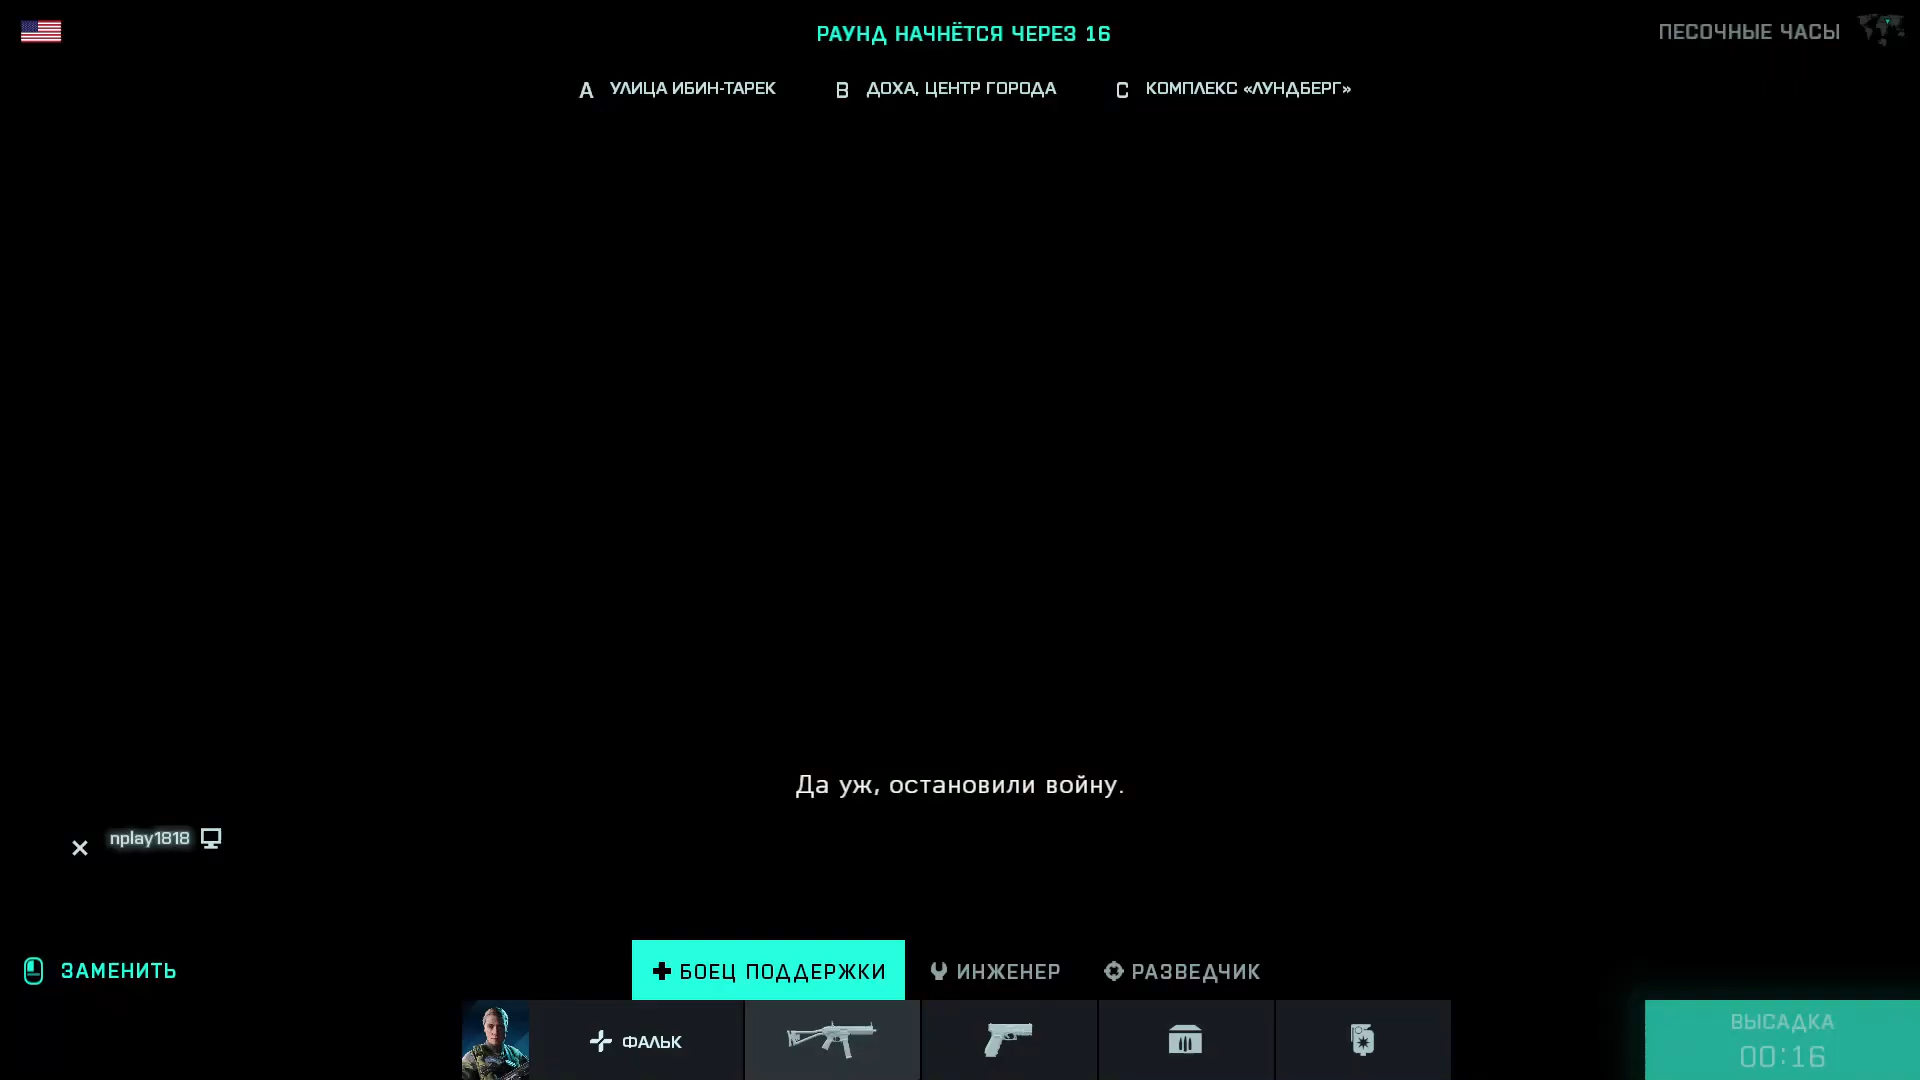 РАУНД НАЧНЁТСЯ ЧЕРЕЗ 16
ПЕСОЧНЫЕ ЧАСЫ
A УЛИЦА ИБИН-ТАРЕК B ДОХА, ЦЕНТР ГОРОДА C КОМПЛЕКС «ЛУНДБЕРГ»
Да уж, остановили войну.
nplay1818
ЗАМЕНИТЬ
БОЕЦ ПОДДЕРЖКИ ИНЖЕНЕР РАЗВЕДЧИК
ФАЛЬК
ВЫСАДКА
00:16